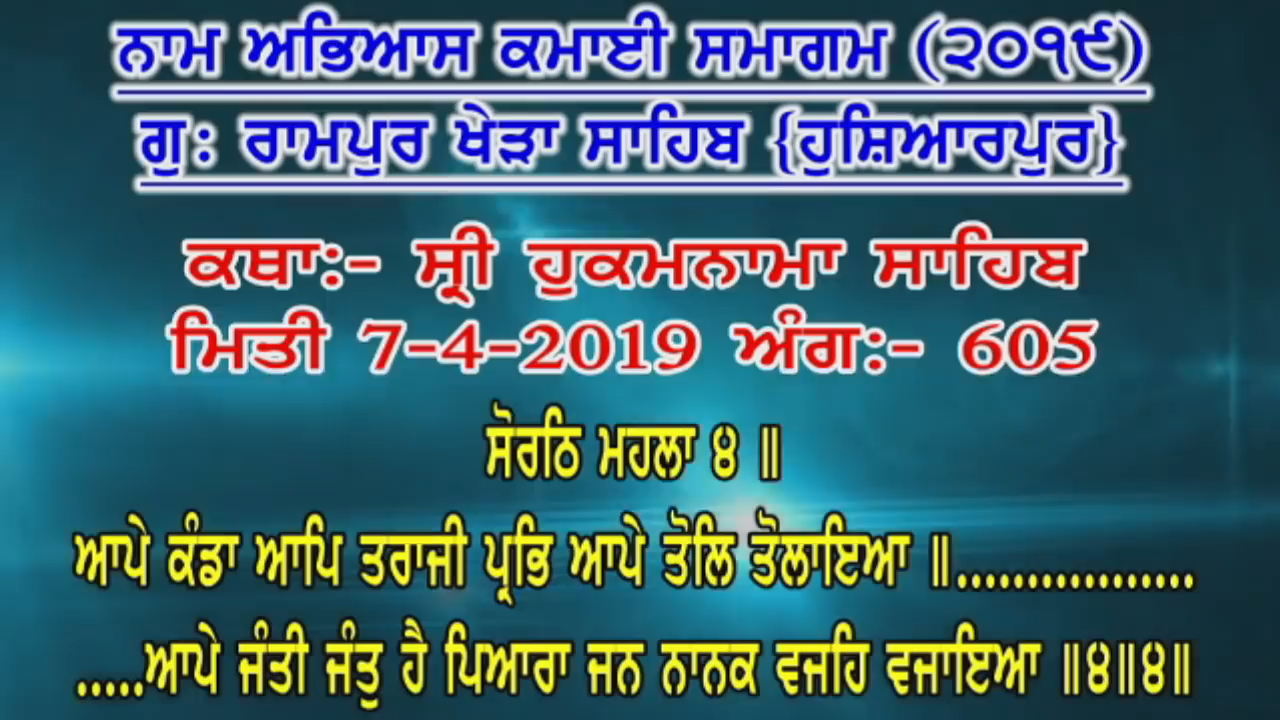 ਨਾਮ ਅਭਿਆਸ ਕਮਾਈ ਸਮਾਗਮ (੨੦੧੯)
ਗੁ: ਰਾਮਪੁਰ ਖੇੜਾ ਸਾਹਿਬ {ਹੁਸ਼ਿਆਰਪੁਰ}
ਕਥਾ:- ਸ੍ਰੀ ਹੁਕਮਨਾਮਾ ਸਾਹਿਬ
ਮਿਤੀ 7-4-2019 ਅੰਗ:- 605
ਸੋਰਠਿ ਮਹਲਾ ੪ ॥
ਆਪੇ ਕੰਡਾ ਆਪਿ ਤਰਾਜੀ ਪ੍ਰਭਿ ਆਪੇ ਤੋਲਿ ਤੋਲਾਇਆ ॥.................
.....ਆਪੇ ਜੰਤੀ ਜੰਤੁ ਹੈ ਪਿਆਰਾ ਜਨ ਨਾਨਕ ਵਜਹਿ ਵਜਾਇਆ ॥੪॥੪॥